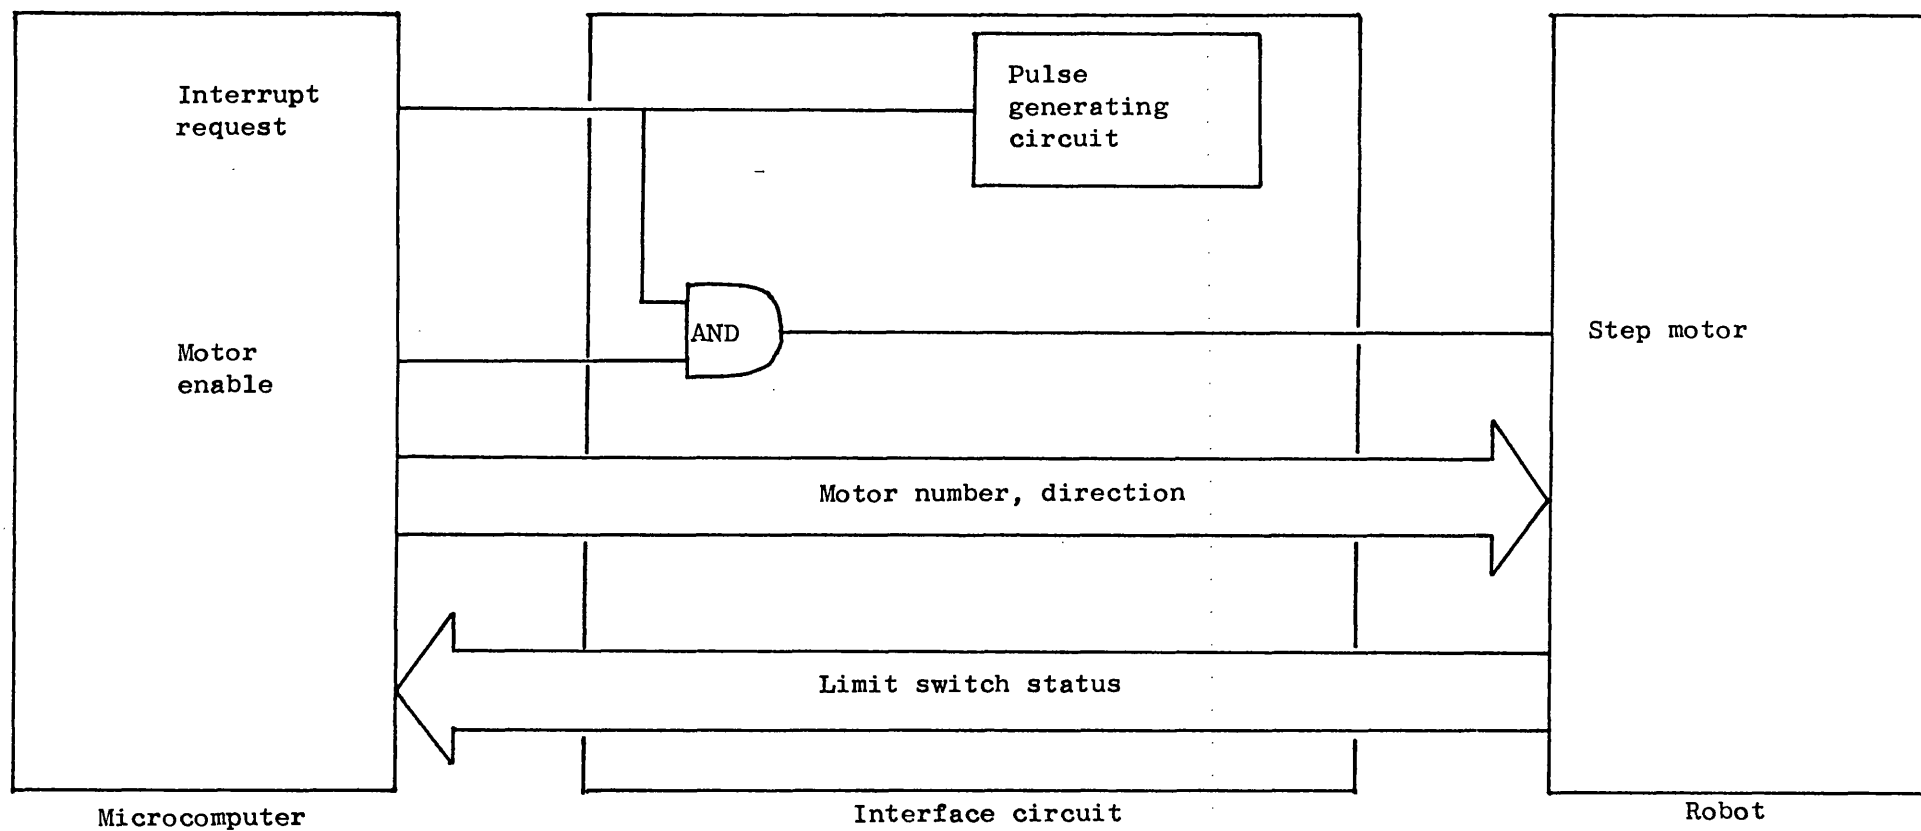 Interrupt
request
Pulse
generating
circuit
AND
Motor
enable
Step motor
Motor number, direction
Limit switch status
Microcomputer
Interface circuit
Robot